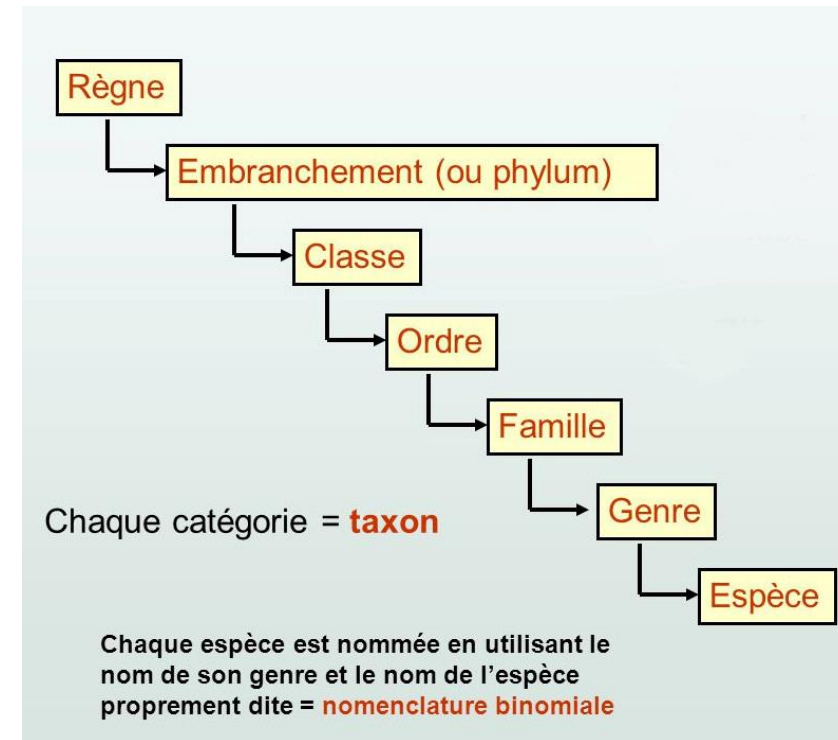 Règne
Embranchement (ou phylum)
Classe
Ordre
Famille
Genre
Espèce
Chaque catégorie = taxon
Chaque espèce est nommée en utilisant le
nom de son genre et le nom de l'espèce
proprement dite = nomenclature binomiale